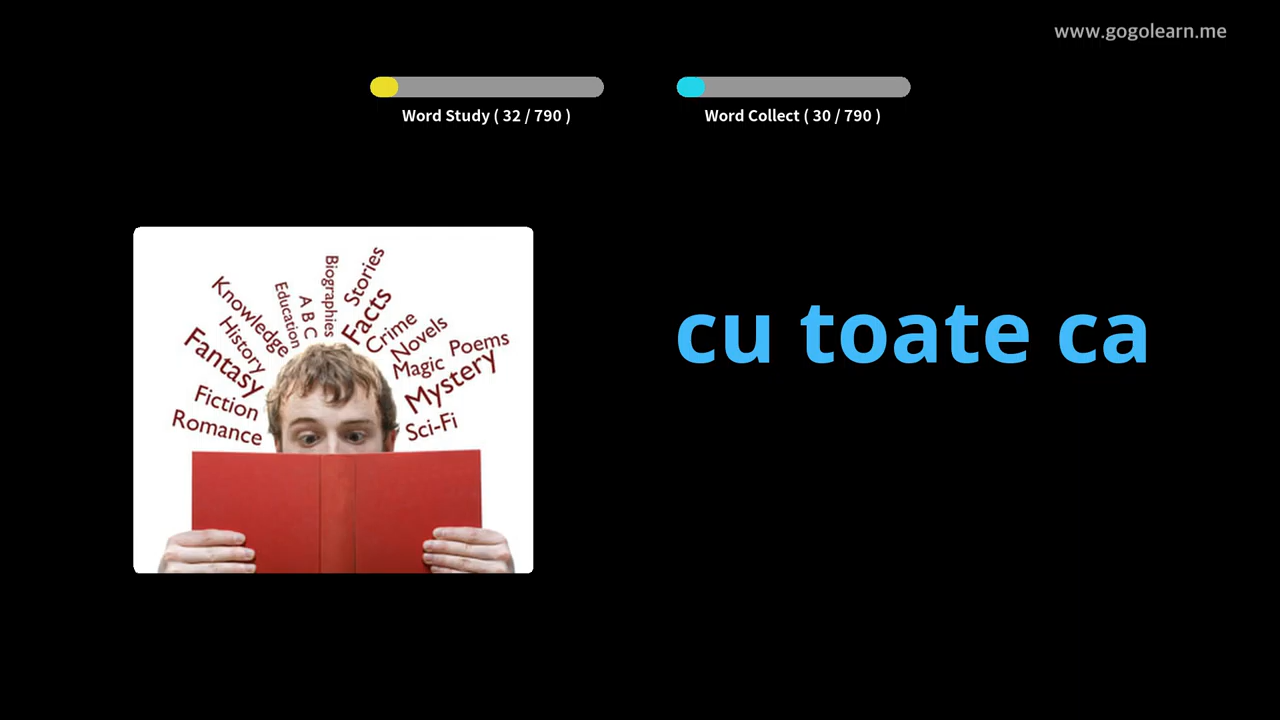 www.gogolearn.me
Word Study ( 32 / 790 )
Word Collect ( 30 / 790 )
Biographies
Stories
Education
A B C
Facts
Knowledge
Crime
History
Novels
Fantasy
Magic
Poems
Mystery
Fiction
Romance
Sci-Fi
cu toate ca